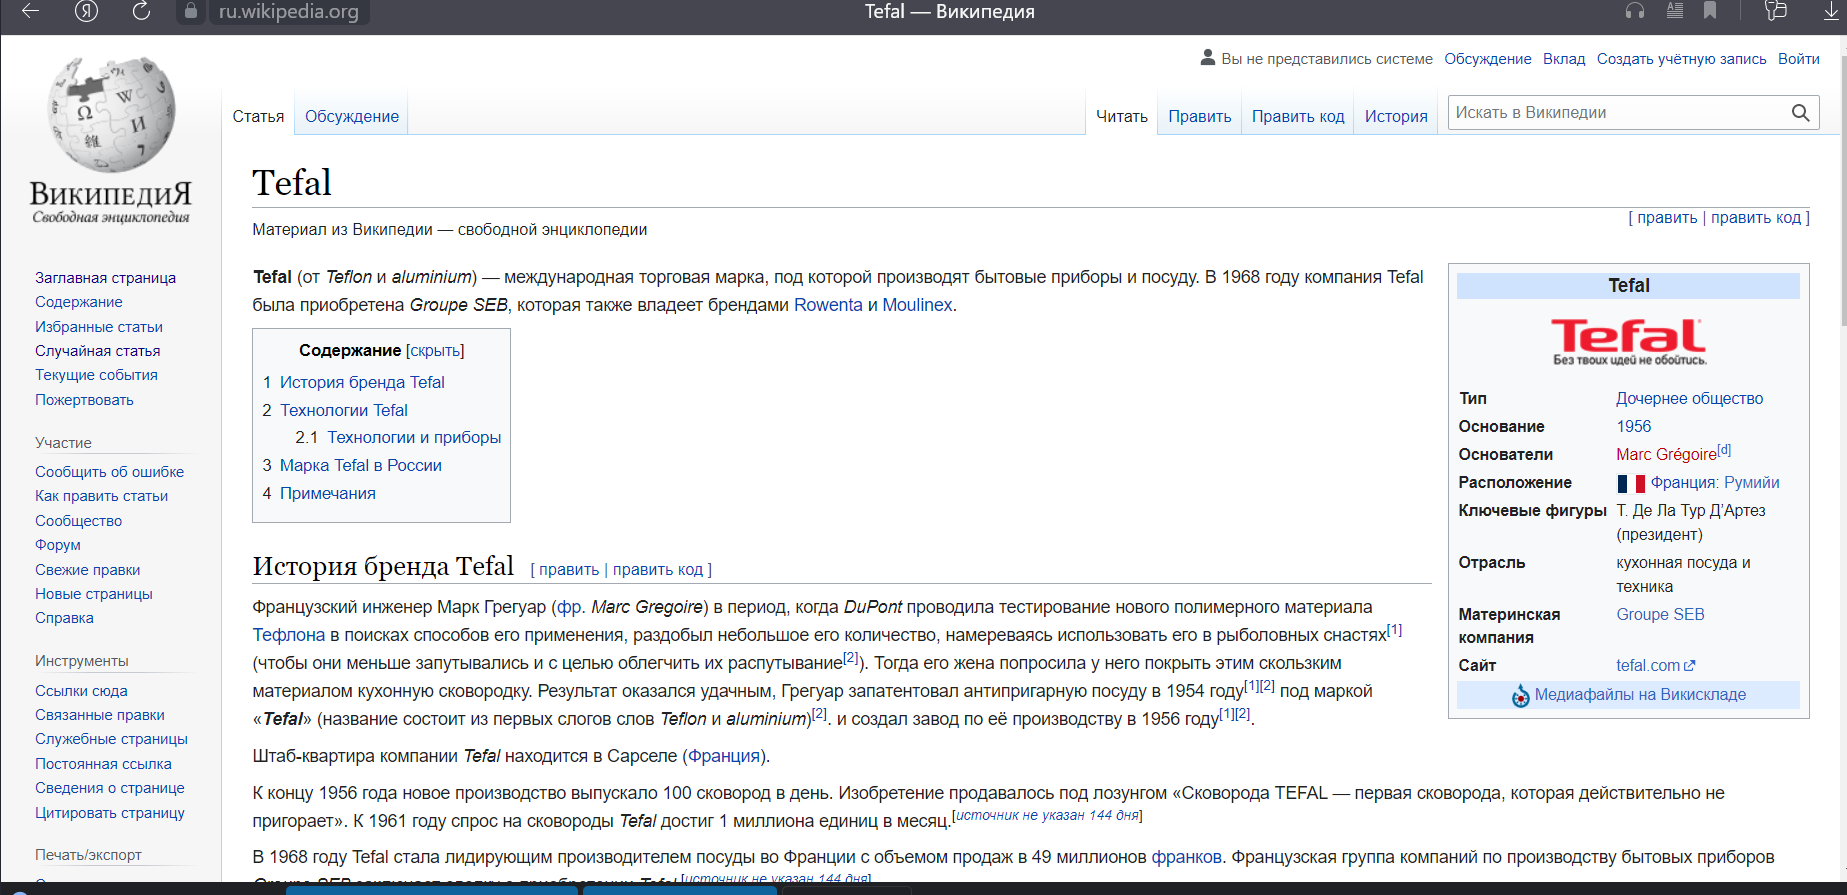 ru.wikipedia.org
Tefal — Википедия
Вы не представились системе Обсуждение Вклад Создать учётную запись Войти
Статья Обсуждение
Читать Править Править код История
Искать в Википедии
ВикипедиЯ
Свободная энциклопедия
Заглавная страница
Содержание
Избранные статьи
Случайная статья
Текущие события
Пожертвовать
Участие
Сообщить об ошибке
Как править статьи
Сообщество
Форум
Свежие правки
Новые страницы
Справка
Инструменты
Ссылки сюда
Связанные правки
Служебные страницы
Постоянная ссылка
Сведения о странице
Цитировать страницу
Печать/экспорт
Tefal
[ править | править код ]
Материал из Википедии — свободной энциклопедии
Tefal (от Teflon и aluminium) — международная торговая марка, под которой производят бытовые приборы и посуду. В 1968 году компания Tefal
была приобретена Groupe SEB, которая также владеет брендами Rowenta и Moulinex.
Содержание [скрыть]
1 История бренда Tefal
2 Технологии Tefal
2.1 Технологии и приборы
3 Марка Tefal в России
4 Примечания
Tefal
Tefal
Без твоих идей не обойтись.
Тип Дочернее общество
Основание 1956
Основатели Marc Grégoire[d]
Расположение Франция: Румийи
Ключевые фигуры Т. Де Ла Тур Д’Артез
(президент)
Отрасль кухонная посуда и
техника
Материнская Groupe SEB
компания
Сайт tefal.com
Медиафайлы на Викискладе
История бренда Tefal [ править | править код ]
Французский инженер Марк Грегуар (фр. Marc Gregoire) в период, когда DuPont проводила тестирование нового полимерного материала
Тефлона в поисках способов его применения, раздобыл небольшое его количество, намереваясь использовать его в рыболовных снастях[1]
(чтобы они меньше запутывались и с целью облегчить их распутывание[2]). Тогда его жена попросила у него покрыть этим скользким
материалом кухонную сковородку. Результат оказался удачным, Грегуар запатентовал антипригарную посуду в 1954 году[1][2] под маркой
«Tefal» (название состоит из первых слогов слов Teflon и aluminium)[2]. и создал завод по её производству в 1956 году[1][2].
Штаб-квартира компании Tefal находится в Сарселе (Франция).
К концу 1956 года новое производство выпускало 100 сковород в день. Изобретение продавалось под лозунгом «Сковорода TEFAL — первая сковорода, которая действительно не
пригорает». К 1961 году спрос на сковороды Tefal достиг 1 миллиона единиц в месяц.[источник не указан 144 дня]
В 1968 году Tefal стала лидирующим производителем посуды во Франции с объемом продаж в 49 миллионов франков. Французская группа компаний по производству бытовых приборов
Groupe SEB заключает сделку о приобретении Tefal.[источник не указан 144 дня]